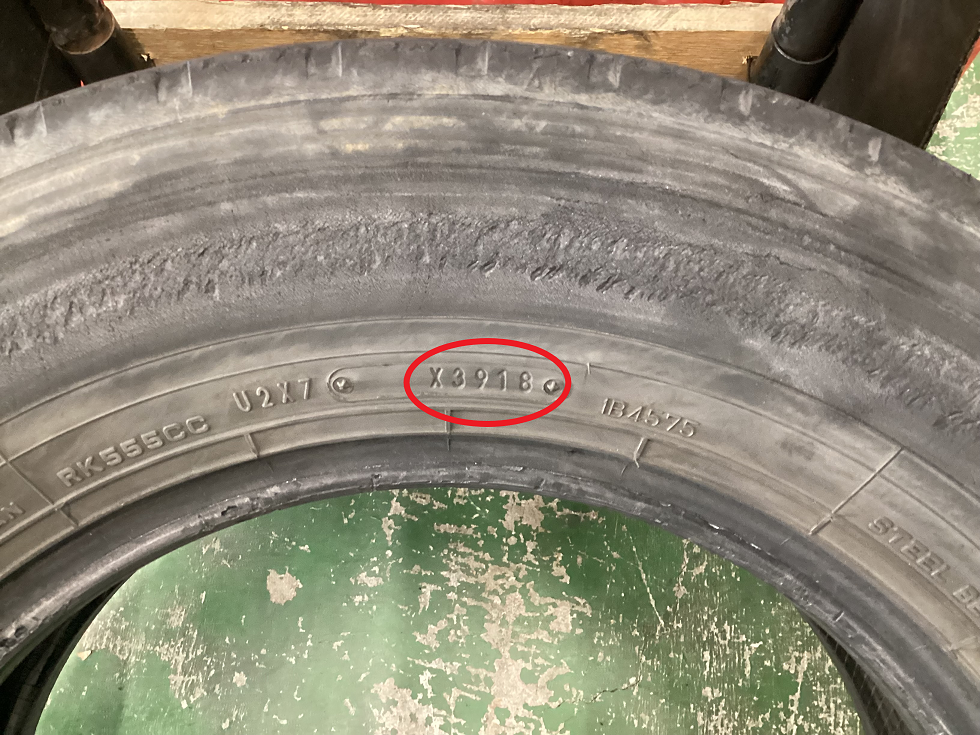 RK555CC
U2X7
X3918
1B4575
STEEL